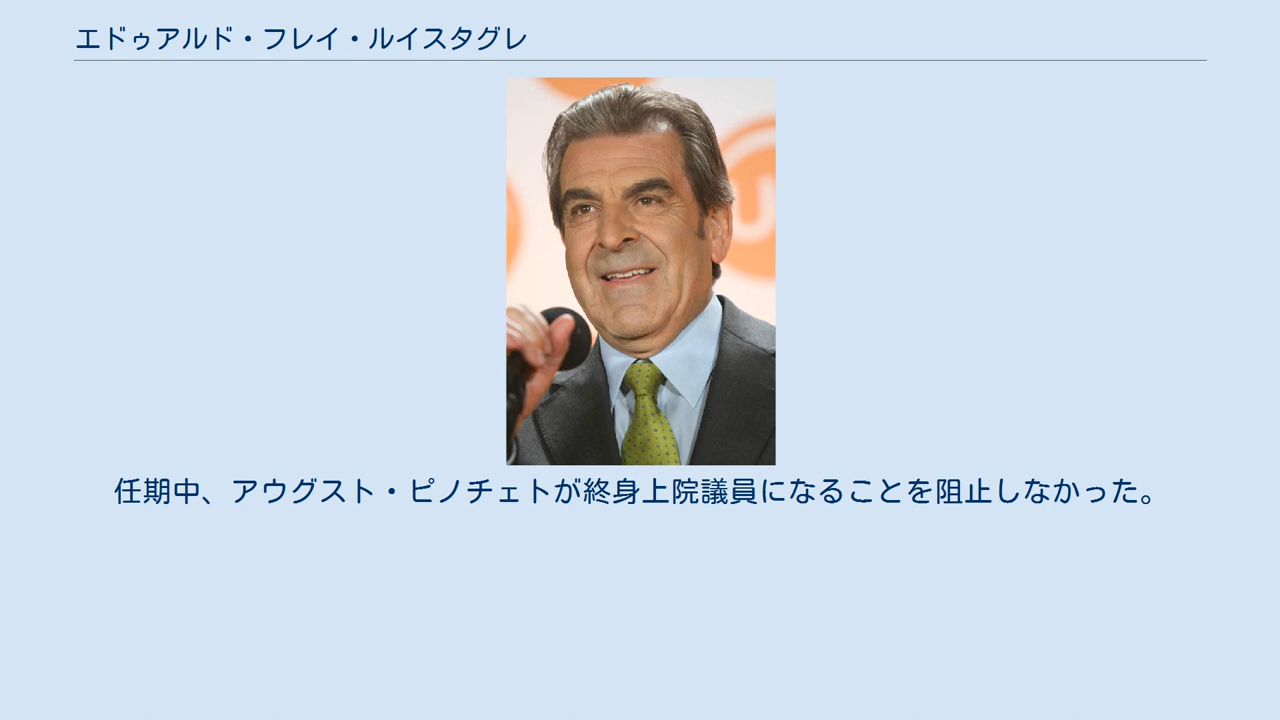 エドゥアルド・フレイ・ルイスタグレ
任期中、アウグスト・ピノチェトが終身上院議員になることを阻止しなかった。